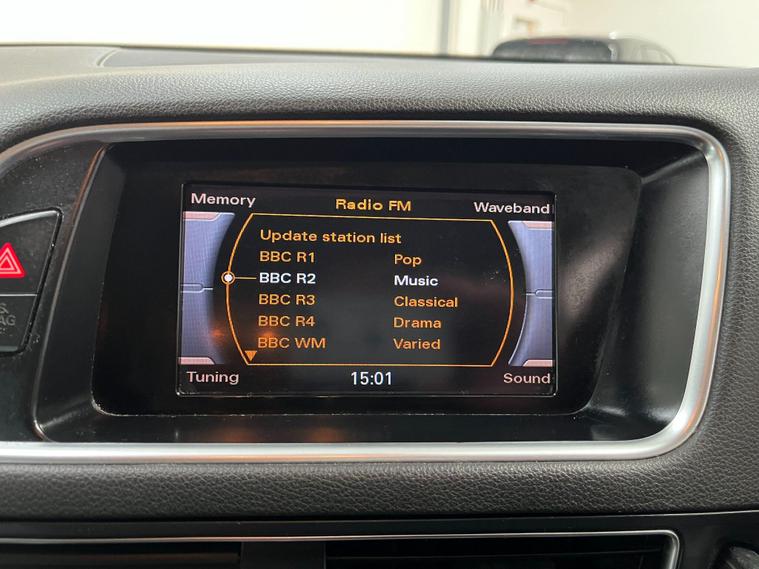 Memory Radio FM Waveband
Update station list
BBC R1 Pop
BBC R2 Music
BBC R3 Classical
BBC R4 Drama
BBC WM Varied
Tuning 15:01 Sound